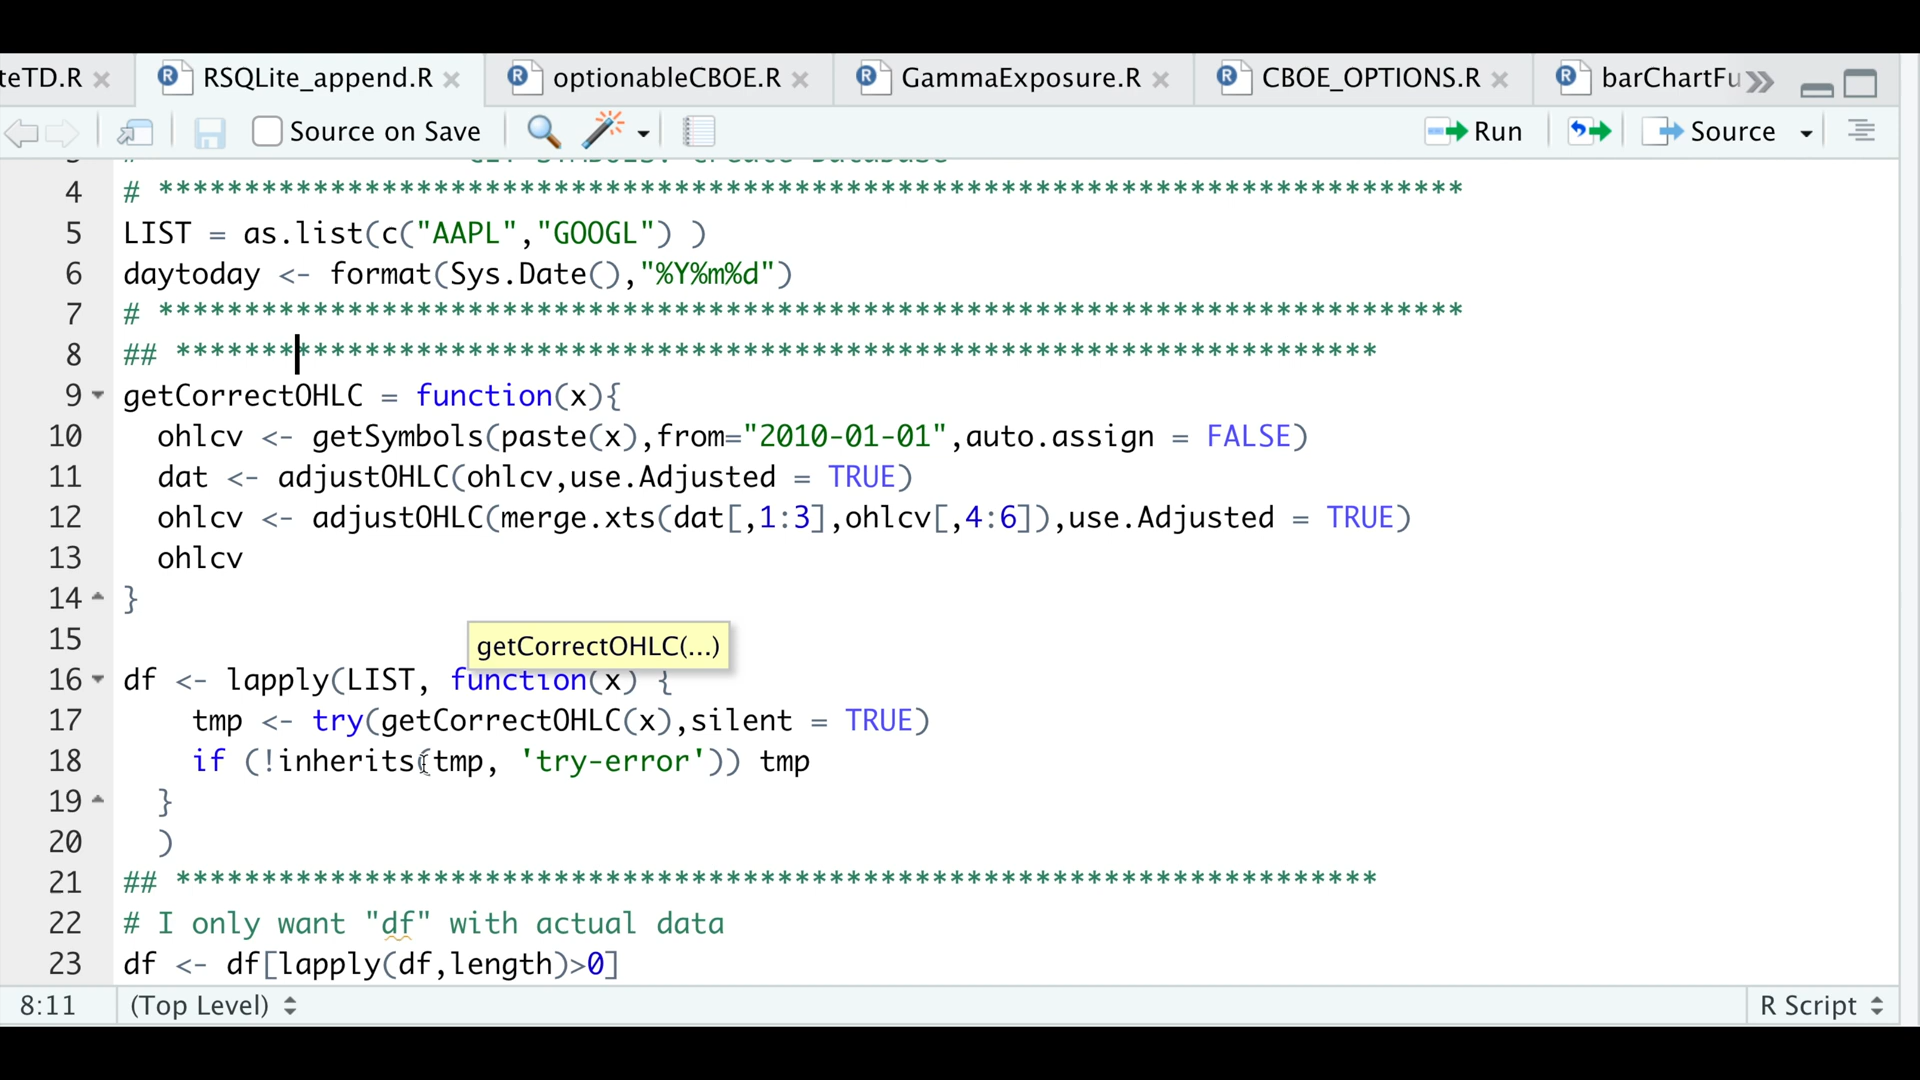 teTD.R × RSQLite_append.R × optionableCBOE.R × GammaExposure.R × CBOE_OPTIONS.R × barChartFu
Source on Save Run Source
4 # ****************************************************************************
5 LIST = as.list(c("AAPL","GOOGL") )
6 daytoday <- format(Sys.Date(),"%Y%m%d")
7 # ****************************************************************************
8 ## **********************************************************************
9 getCorrectOHLC = function(x){
10 ohlcv <- getSymbols(paste(x),from="2010-01-01",auto.assign = FALSE)
11 dat <- adjustOHLC(ohlcv,use.Adjusted = TRUE)
12 ohlcv <- adjustOHLC(merge.xts(dat[,1:3],ohlcv[,4:6]),use.Adjusted = TRUE)
13 ohlcv
14 }
15
getCorrectOHLC(...)
16 df <- lapply(LIST, function(x) {
17 tmp <- try(getCorrectOHLC(x),silent = TRUE)
18 if (!inherits(tmp, 'try-error')) tmp
19 }
20 )
21 ## **********************************************************************
22 # I only want "df" with actual data
23 df <- df[lapply(df,length)>0]
8:11 (Top Level) R Script